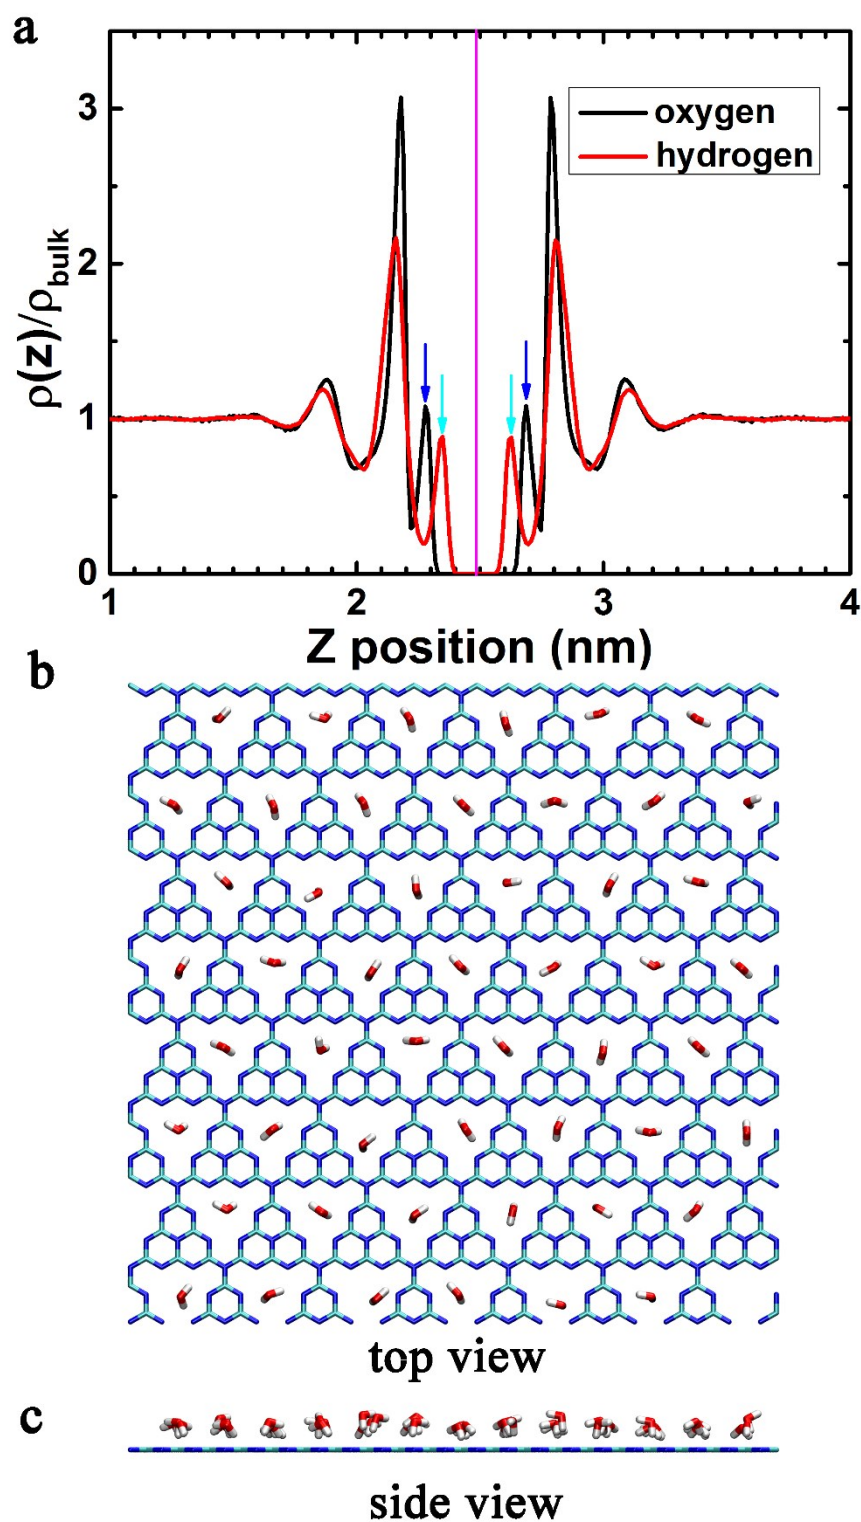 a
ρ(z)/ρbulk
3
2
1
0
oxygen
hydrogen
1 2 3 4
Z position (nm)
b
top view
c
side view